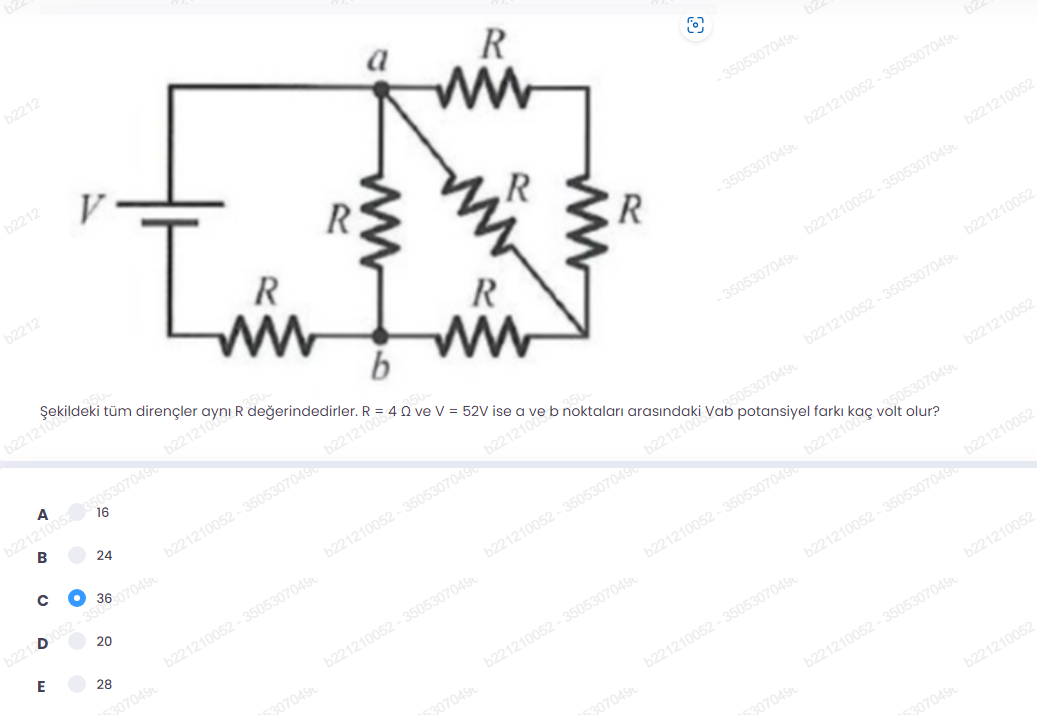 a
R
V
R
R
R
R
R
b
Şekildeki tüm dirençler aynı R değerindedirler. R = 4 Ω ve V = 52V ise a ve b noktaları arasındaki Vab potansiyel farkı kaç volt olur?
A 16
B 24
C 36
D 20
E 28